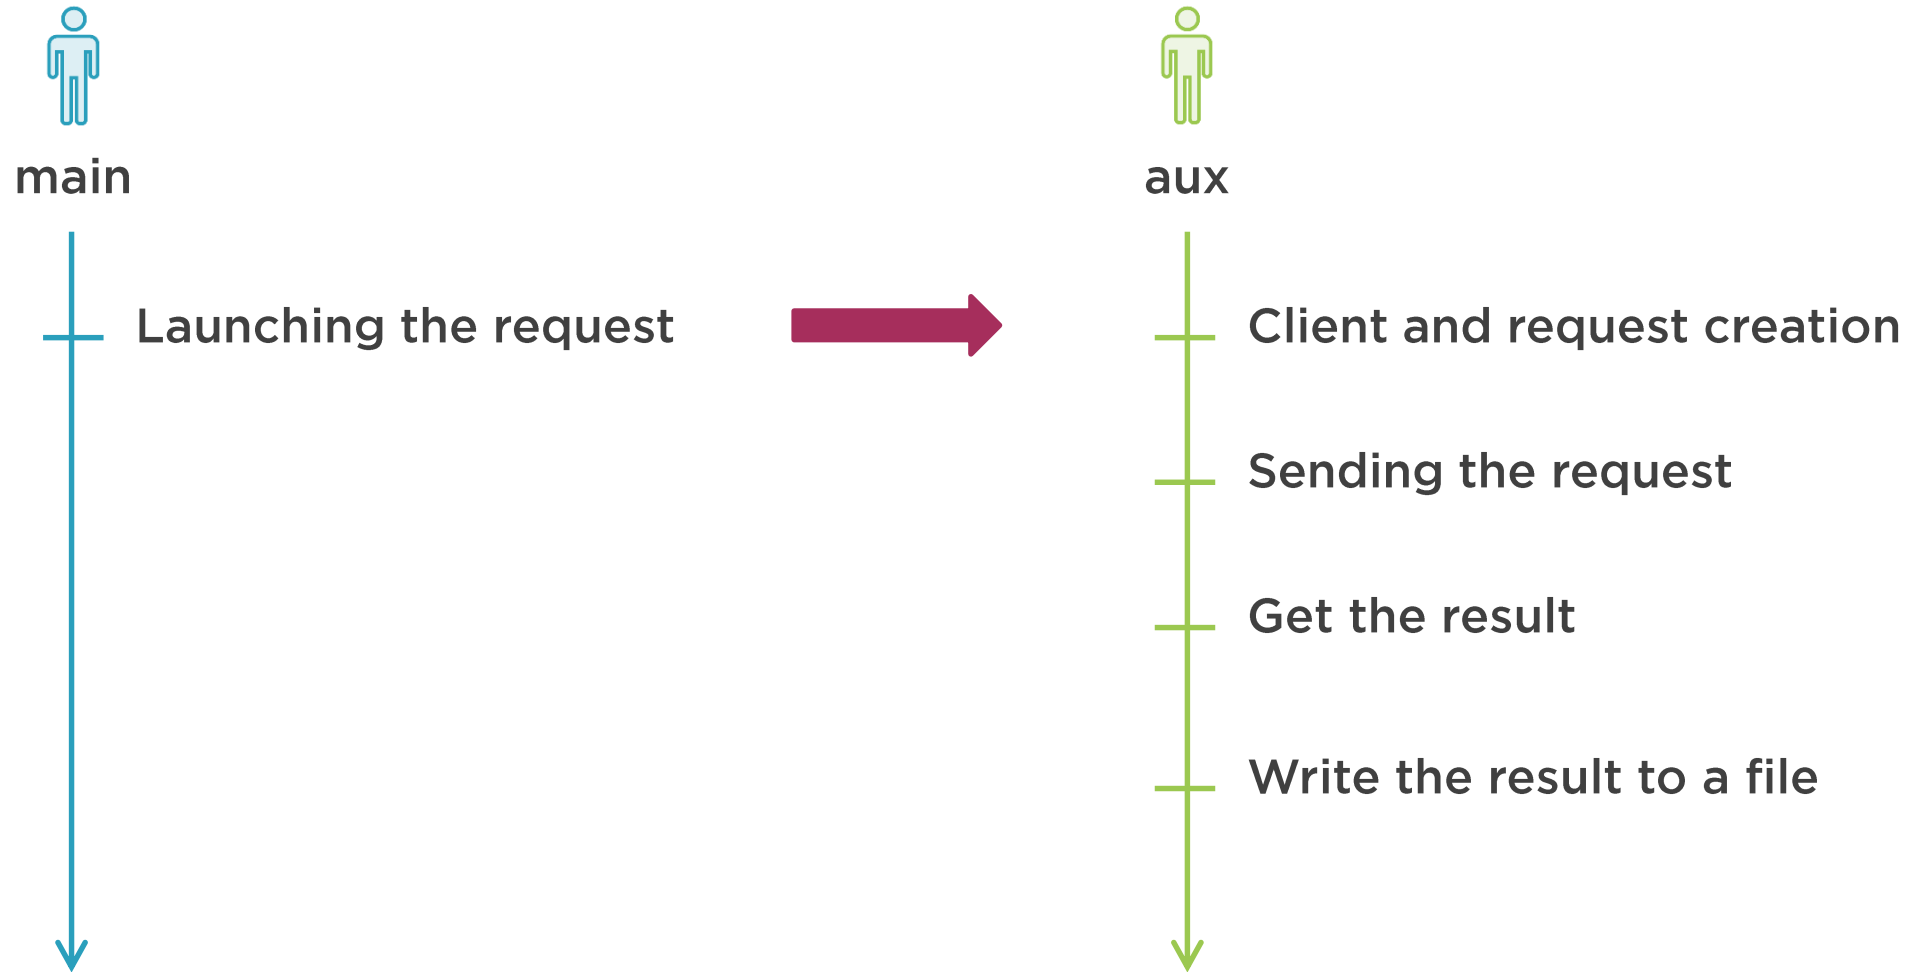 main
aux
Launching the request
Client and request creation
Sending the request
Get the result
Write the result to a file